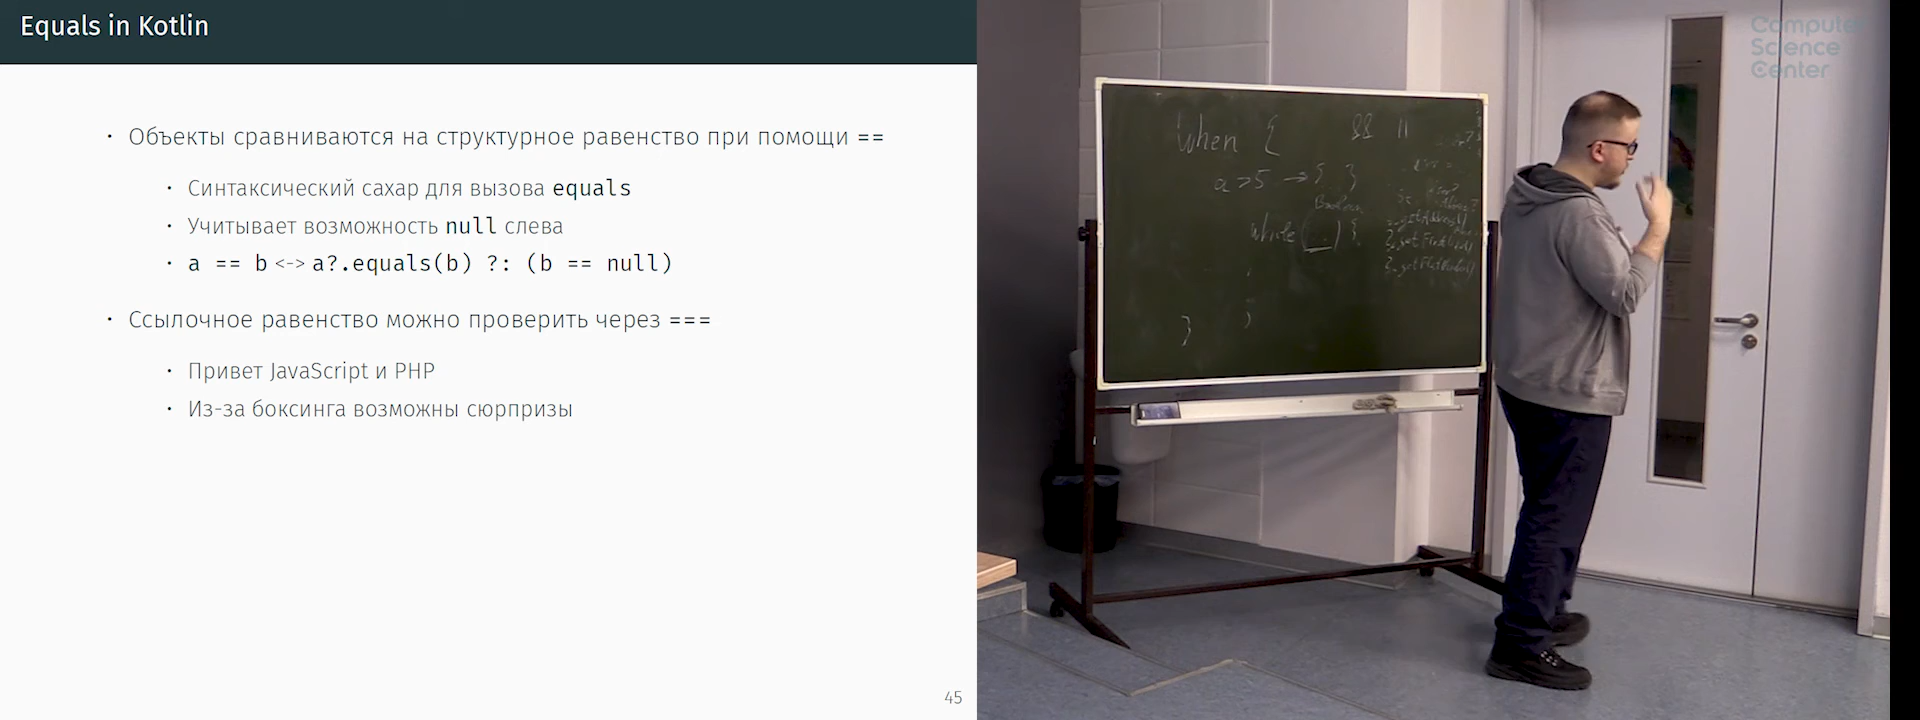 Equals in Kotlin
• Объекты сравниваются на структурное равенство при помощи ==
• Синтаксический сахар для вызова equals
• Учитывает возможность null слева
• a == b <-> a?.equals(b) ?: (b == null)
• Ссылочное равенство можно проверить через ===
• Привет JavaScript и PHP
• Из-за боксинга возможны сюрпризы
45
Computer
Science
Center
when { && ||
a > 5 → { }
Boolean
while (...) {
}